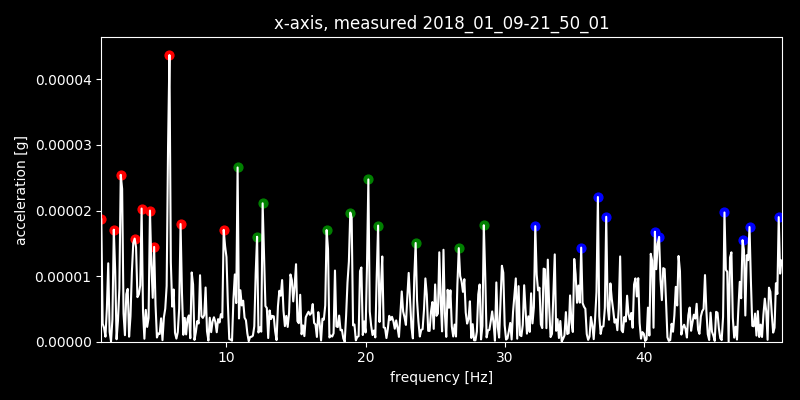 x-axis, measured 2018_01_09-21_50_01
acceleration [g]
0.00004
0.00003
0.00002
0.00001
0.00000
10 20 30 40
frequency [Hz]